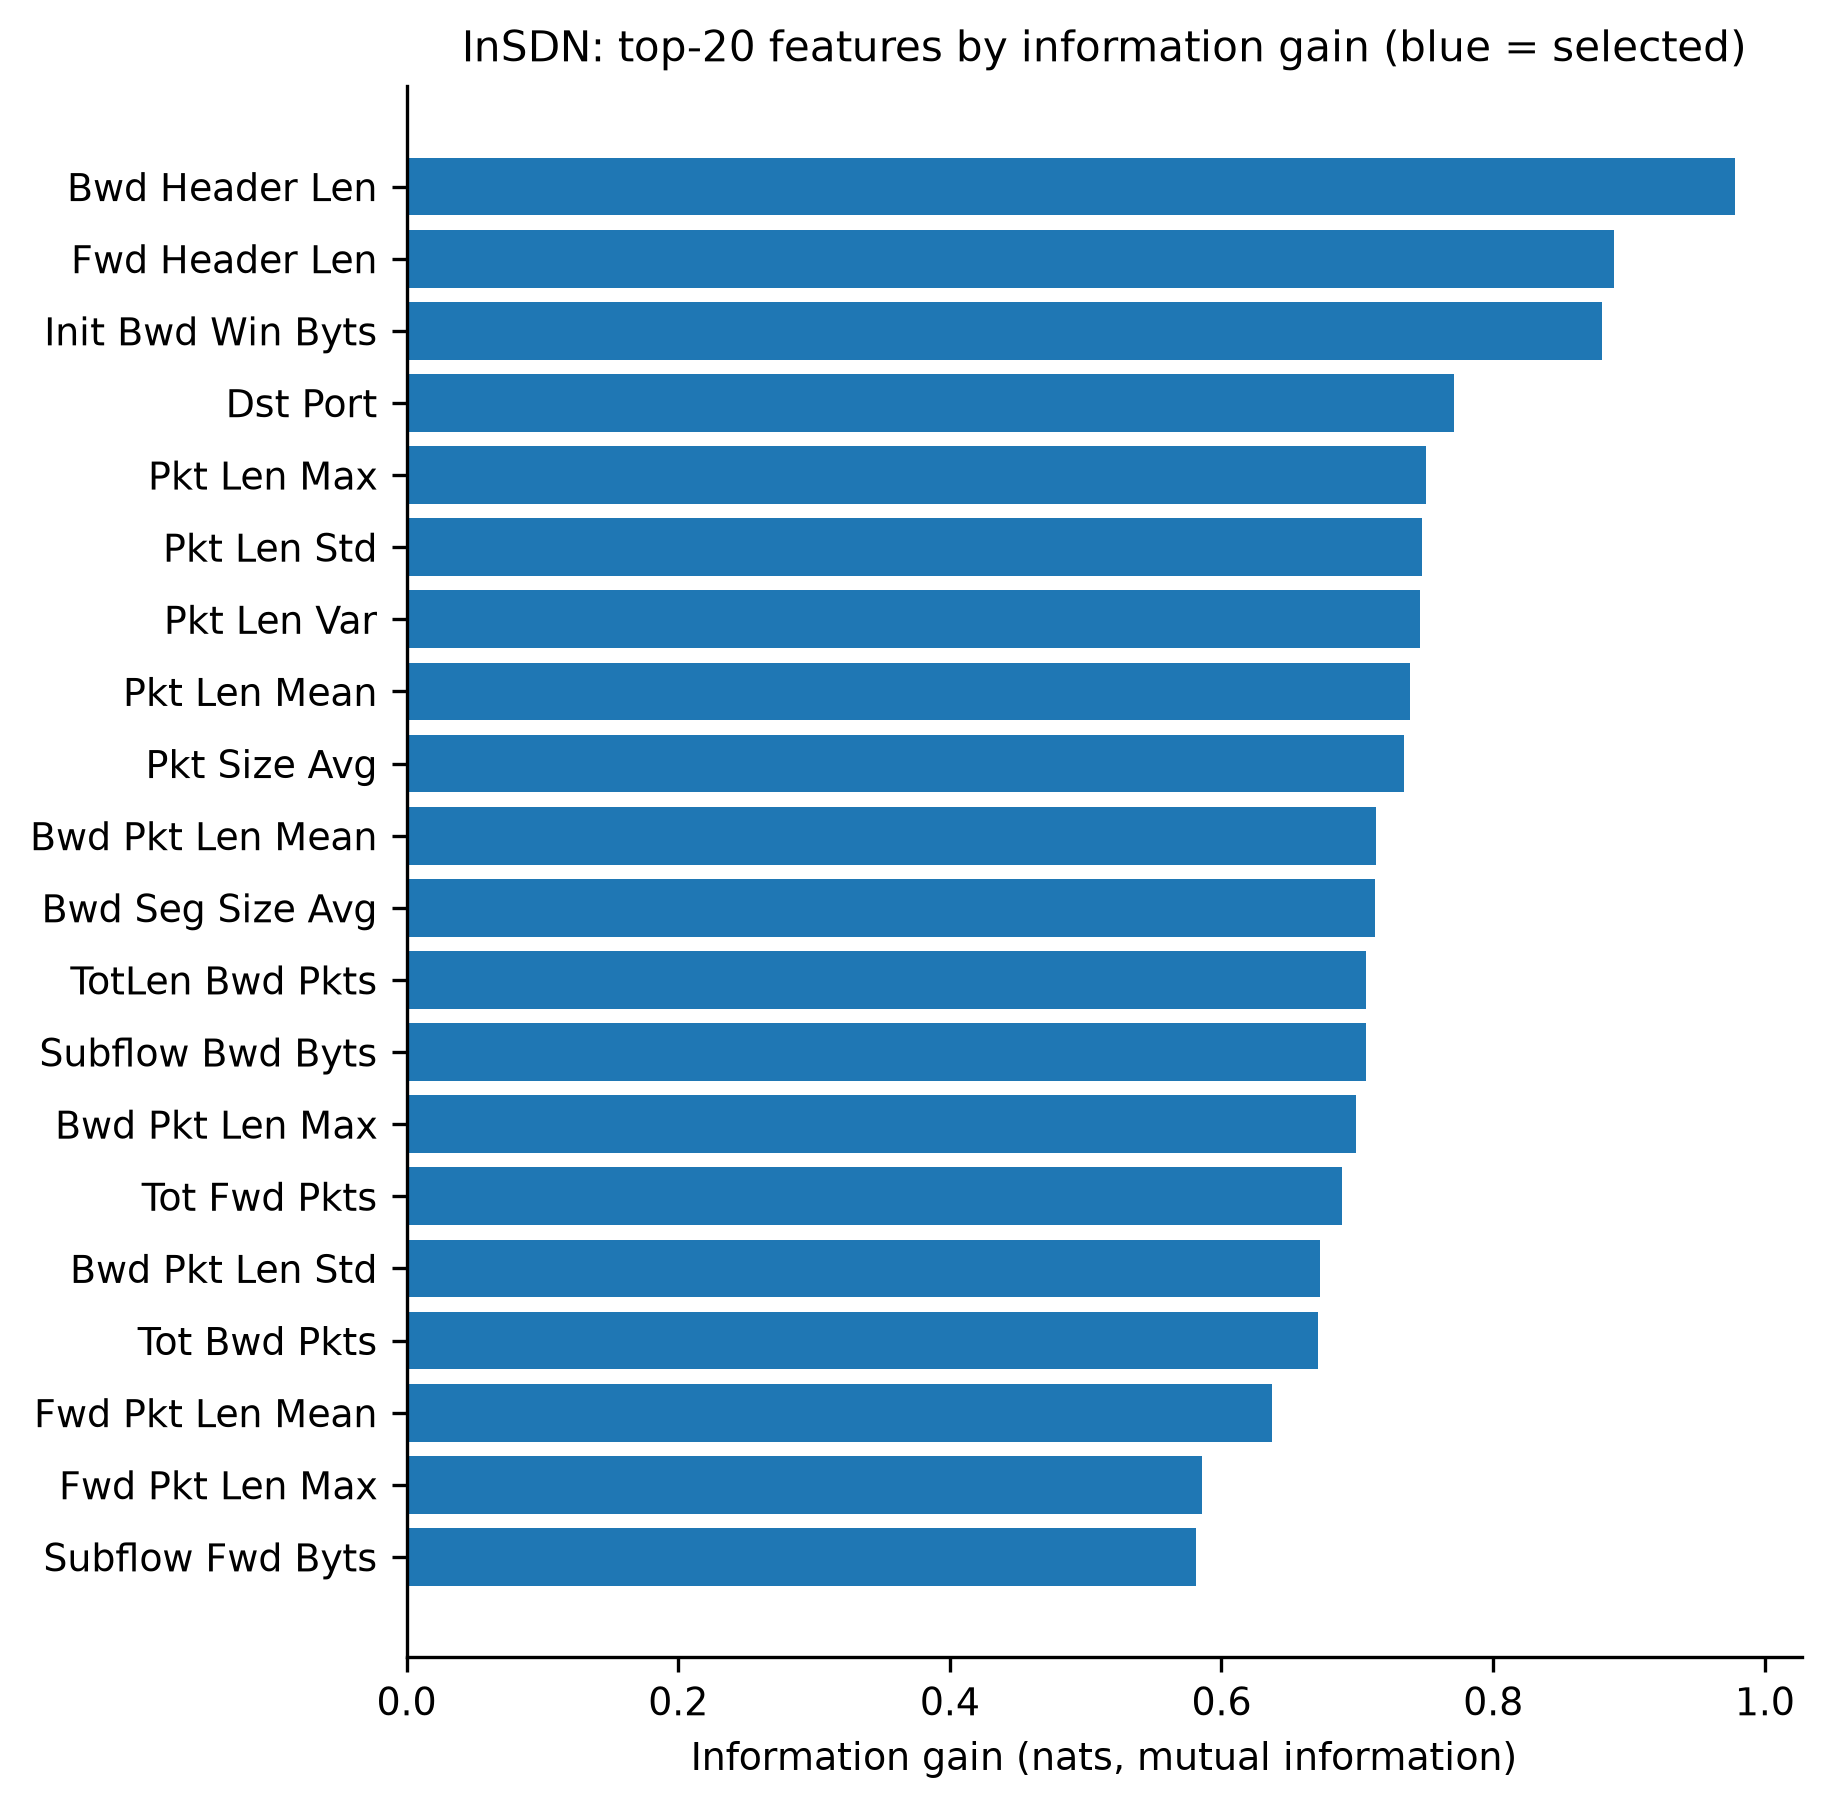 InSDN: top-20 features by information gain (blue = selected)
Bwd Header Len
Fwd Header Len
Init Bwd Win Byts
Dst Port
Pkt Len Max
Pkt Len Std
Pkt Len Var
Pkt Len Mean
Pkt Size Avg
Bwd Pkt Len Mean
Bwd Seg Size Avg
TotLen Bwd Pkts
Subflow Bwd Byts
Bwd Pkt Len Max
Tot Fwd Pkts
Bwd Pkt Len Std
Tot Bwd Pkts
Fwd Pkt Len Mean
Fwd Pkt Len Max
Subflow Fwd Byts
0.0 0.2 0.4 0.6 0.8 1.0
Information gain (nats, mutual information)